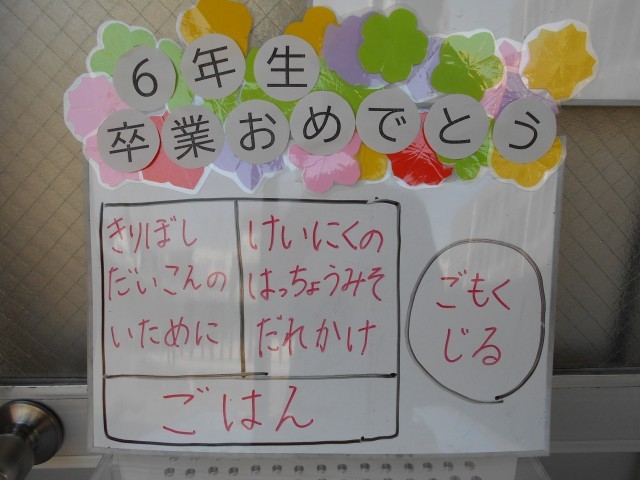 6年生
卒業おめでとう
きりぼし
だいこんの
いために
けいにくの
はっちょうみそ
だれかけ
ごはん
ごもく
じる